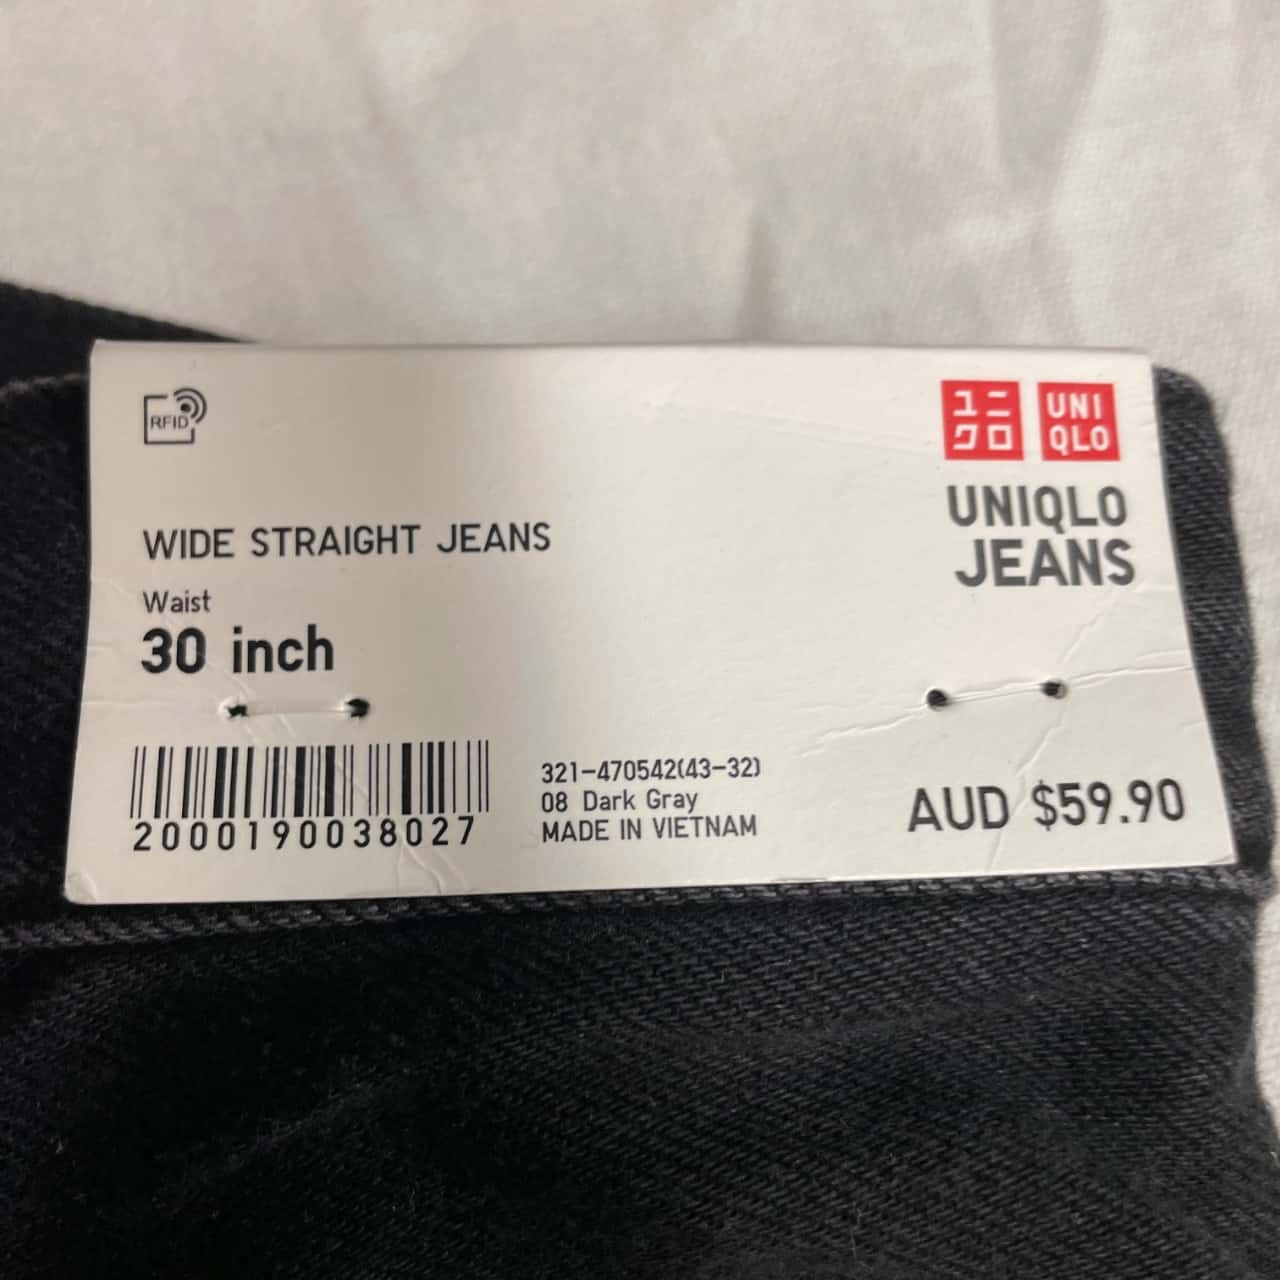 RFID
ユニ
クロ
UNI
QLO
UNIQLO
JEANS
WIDE STRAIGHT JEANS
Waist
30 inch
2000190038027
321-470542(43-32)
08 Dark Gray
MADE IN VIETNAM
AUD $59.90